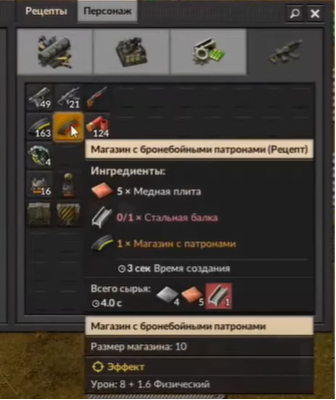 Рецепты Персонаж
49 21
163 124
4
16
Магазин с бронебойными патронами (Рецепт)
Ингредиенты:
5 × Медная плита
0/1 × Стальная балка
1 × Магазин с патронами
3 сек Время создания
Всего сырья:
4.0 с 4 5 1
Магазин с бронебойными патронами
Размер магазина: 10
Эффект
Урон: 8 + 1.6 Физический